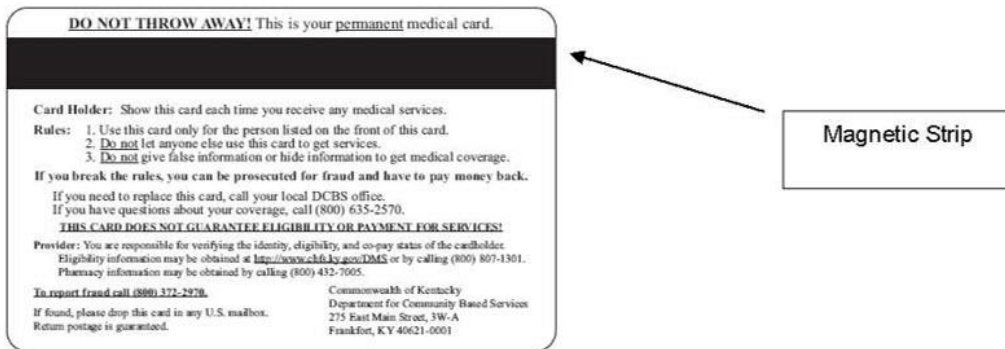 DO NOT THROW AWAY! This is your permanent medical card.
Magnetic Strip
Card Holder: Show this card each time you receive any medical services.
Rules: 1. Use this card only for the person listed on the front of this card.
2. Do not let anyone else use this card to get services.
3. Do not give false information or hide information to get medical coverage.
If you break the rules, you can be prosecuted for fraud and have to pay money back.
If you need to replace this card, call your local DCBS office.
If you have questions about your coverage, call (800) 635-2570.
THIS CARD DOES NOT GUARANTEE ELIGIBILITY OR PAYMENT FOR SERVICES!
Provider: You are responsible for verifying the identity, eligibility, and co-pay status of the cardholder.
Eligibility information may be obtained at http://www.chfs.ky.gov/DMS or by calling (800) 807-1301.
Pharmacy information may be obtained by calling (800) 432-7005.
To report fraud call (800) 372-2970.
If found, please drop this card in any U.S. mailbox.
Return postage is guaranteed.
Commonwealth of Kentucky
Department for Community Based Services
275 East Main Street, 3W-A
Frankfort, KY 40621-0001